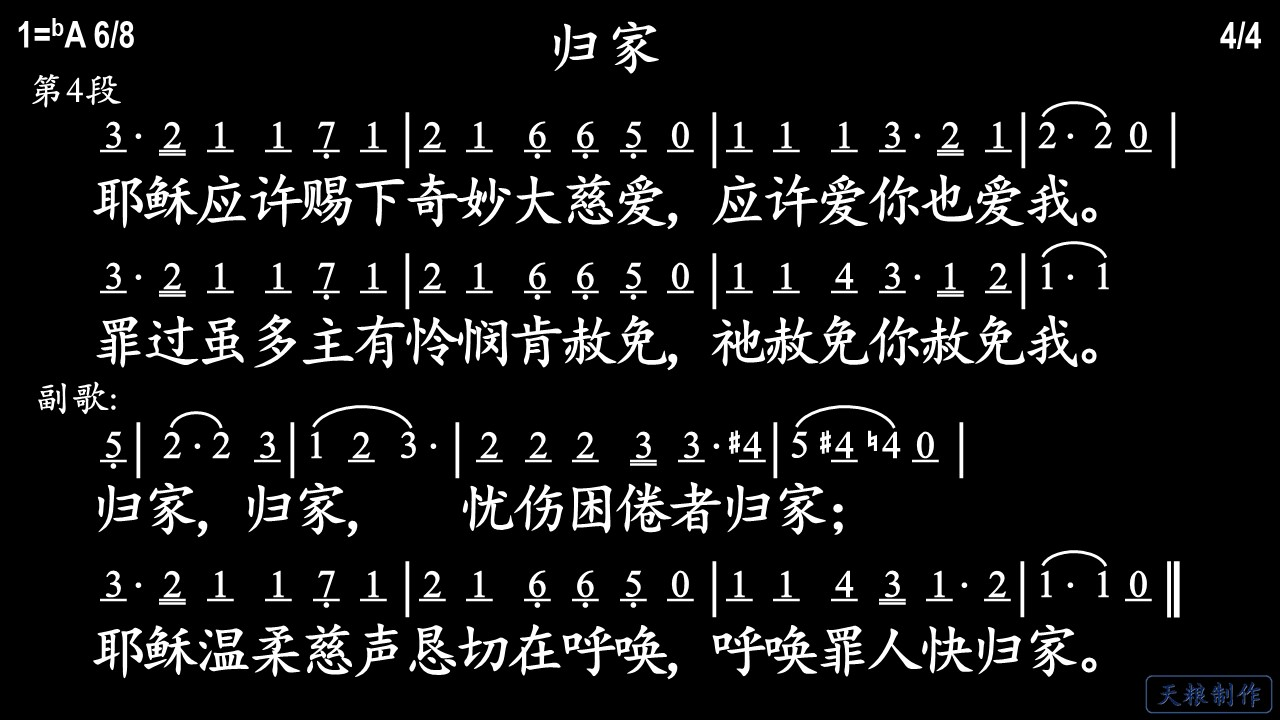 1=ᵇA 6/8 归家 4/4
第4段
3· 2 1 1 7 1 | 2 1 6 6 5 0 | 1 1 1 3· 2 1 | 2· 2 0 |
耶稣应许赐下奇妙大慈爱，应许爱你也爱我。
3· 2 1 1 7 1 | 2 1 6 6 5 0 | 1 1 4 3· 1 2 | 1· 1
罪过虽多主有怜悯肯赦免，祂赦免你赦免我。
副歌:
5 | 2· 2 3 | 1 2 3· | 2 2 2 3 3· #4 | 5 #4 ♮4 0 |
归家，归家，忧伤困倦者归家；
3· 2 1 1 7 1 | 2 1 6 6 5 0 | 1 1 4 3 1· 2 | 1· 1 0 ‖
耶稣温柔慈声恳切在呼唤，呼唤罪人快归家。
天粮制作